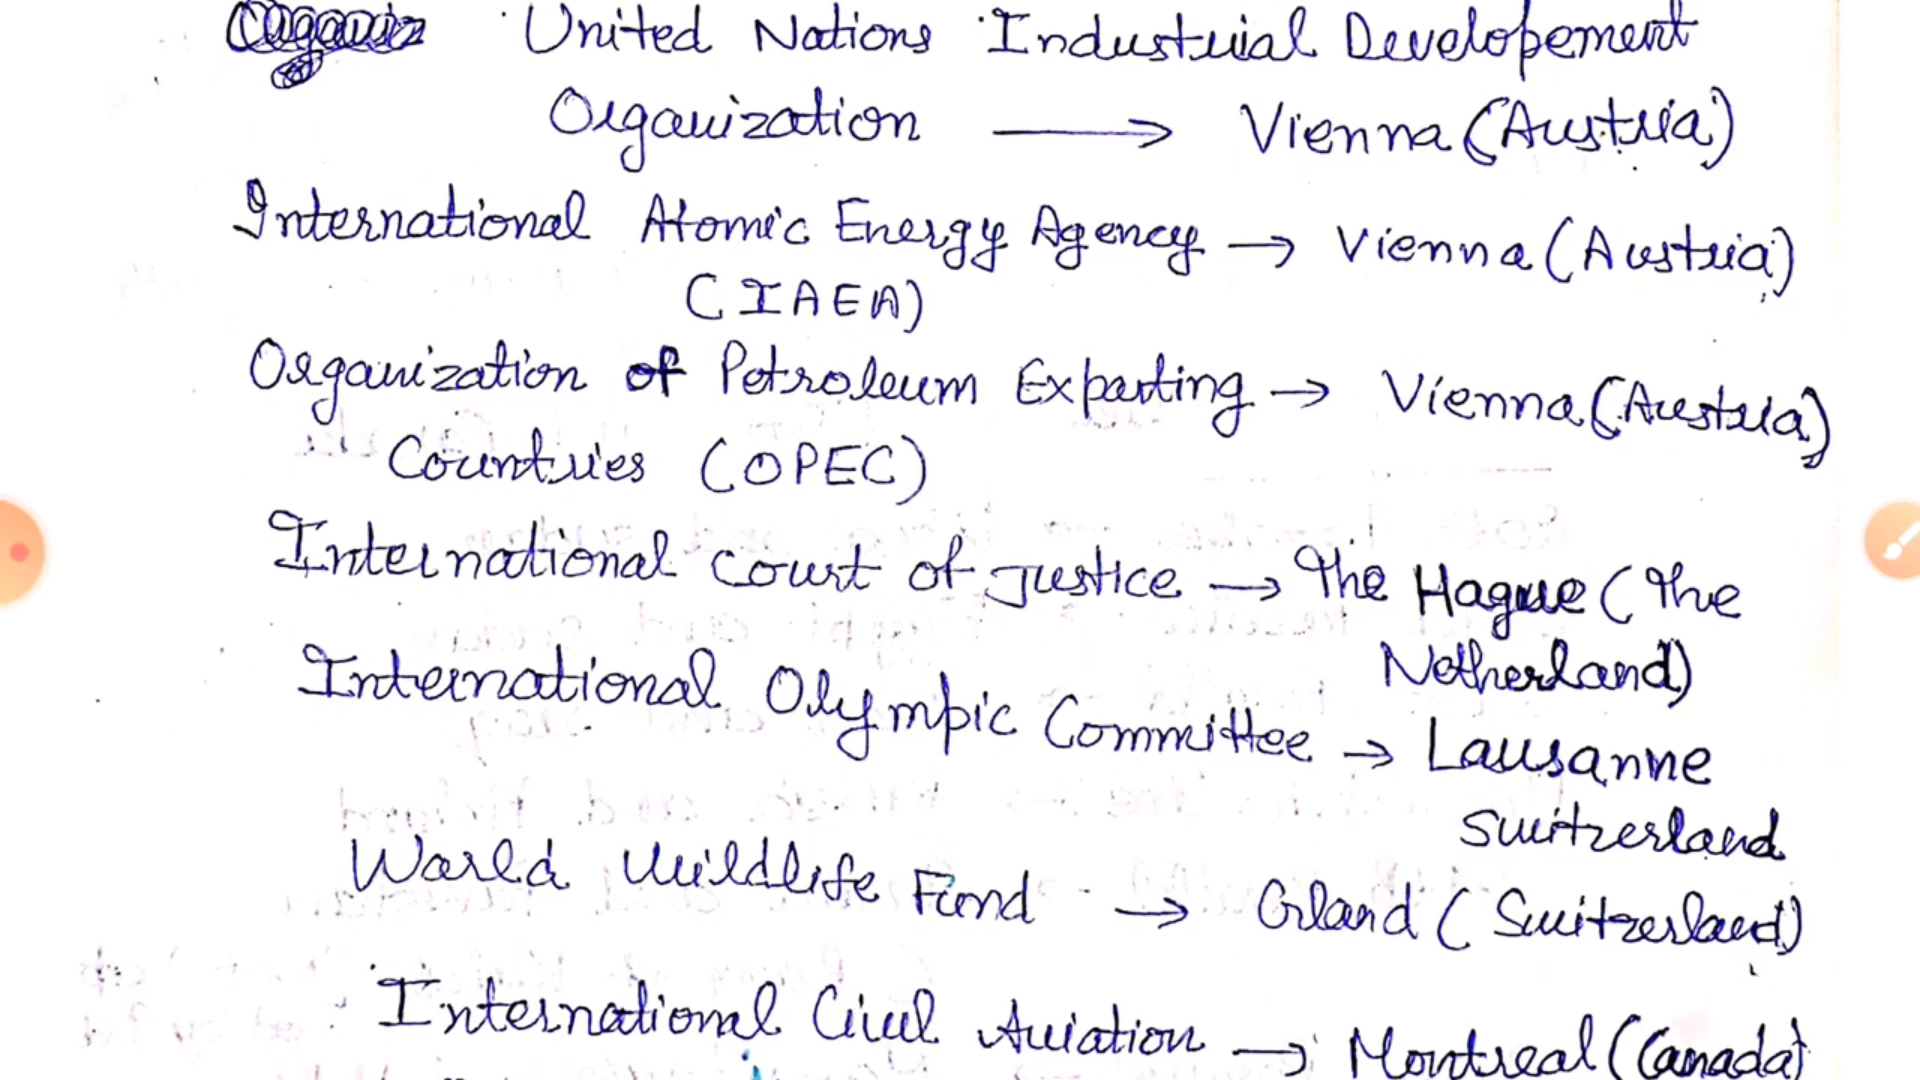 United Nations Industrial Developement
Organization → Vienna (Austria)
International Atomic Energy Agency → Vienna (Austria)
(IAEA)
Organization of Petroleum Exporting → Vienna (Austria)
Countries (OPEC)
International Court of justice → The Hague (The
Netherland)
International Olympic Committee → Lausanne
Switzerland
World Wildlife Fund → Gland (Switzerland)
International Civil Aviation → Montreal (Canada)